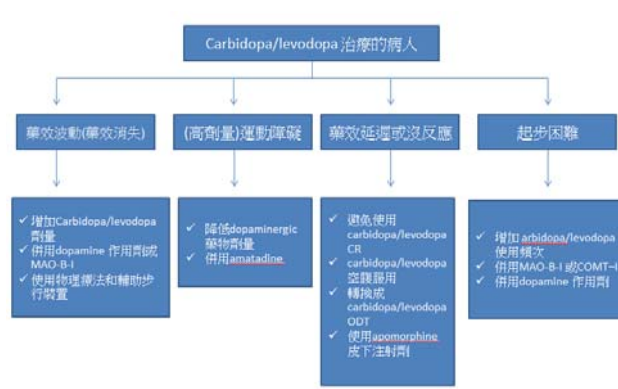 Carbidopa/levodopa 治療的病人
藥效波動(藥效消失)
(高劑量)運動障礙
藥效延遲或沒反應
起步困難
✓ 增加Carbidopa/levodopa
劑量
✓ 併用dopamine 作用劑或
MAO-B-I
✓ 使用物理療法和輔助步
行裝置
✓ 降低dopaminergic
藥物劑量
✓ 併用amatadine
✓ 避免使用
carbidopa/levodopa
CR
✓ carbidopa/levodopa
空腹服用
✓ 轉換成
carbidopa/levodopa
ODT
✓ 使用apomorphine
皮下注射劑
✓ 增加 arbidopa/levodopa
使用頻次
✓ 併用MAO-B-I 或COMT-I
✓ 併用dopamine 作用劑